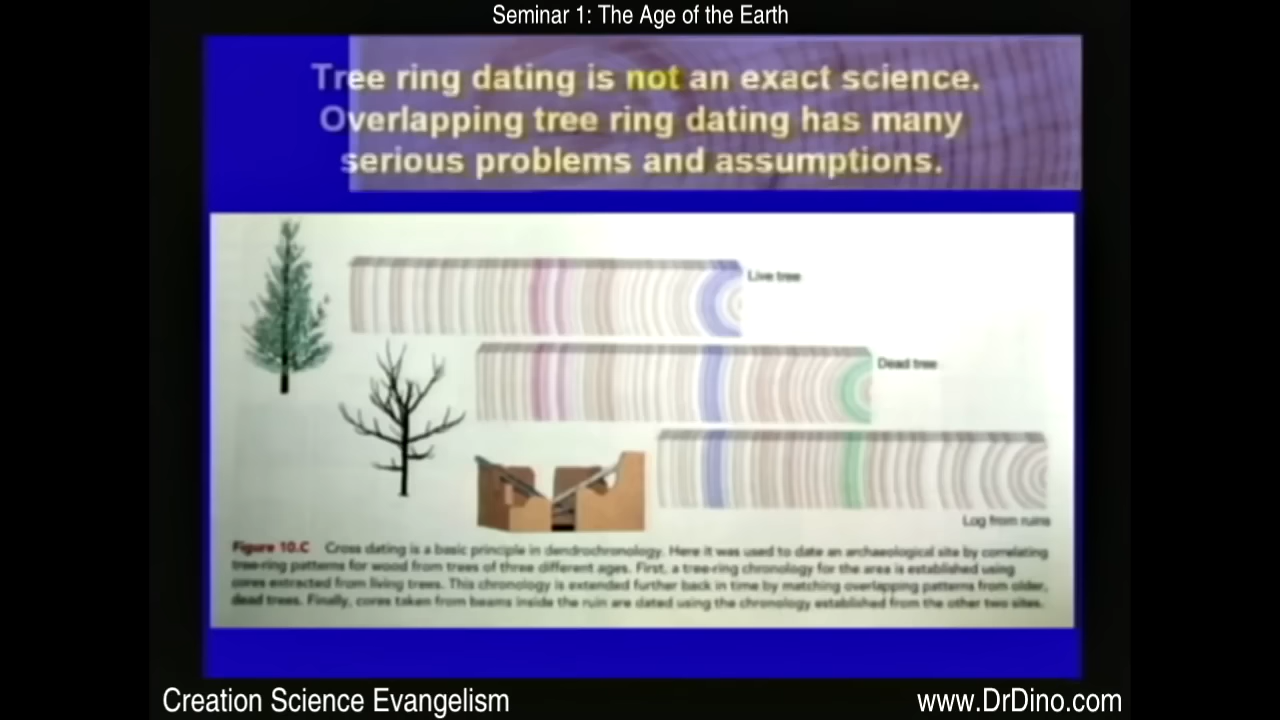 Seminar 1: The Age of the Earth
Tree ring dating is not an exact science.
Overlapping tree ring dating has many
serious problems and assumptions.
Live tree
Dead tree
Log from ruins
Figure 10.C Cross dating is a basic principle in dendrochronology. Here it was used to date an archaeological site by correlating
tree-ring patterns for wood from trees of three different ages. First, a tree-ring chronology for the area is established using
cores extracted from living trees. This chronology is extended further back in time by matching overlapping patterns from older,
dead trees. Finally, cores taken from beams inside the ruin are dated using the chronology established from the other two sites.
Creation Science Evangelism
www.DrDino.com